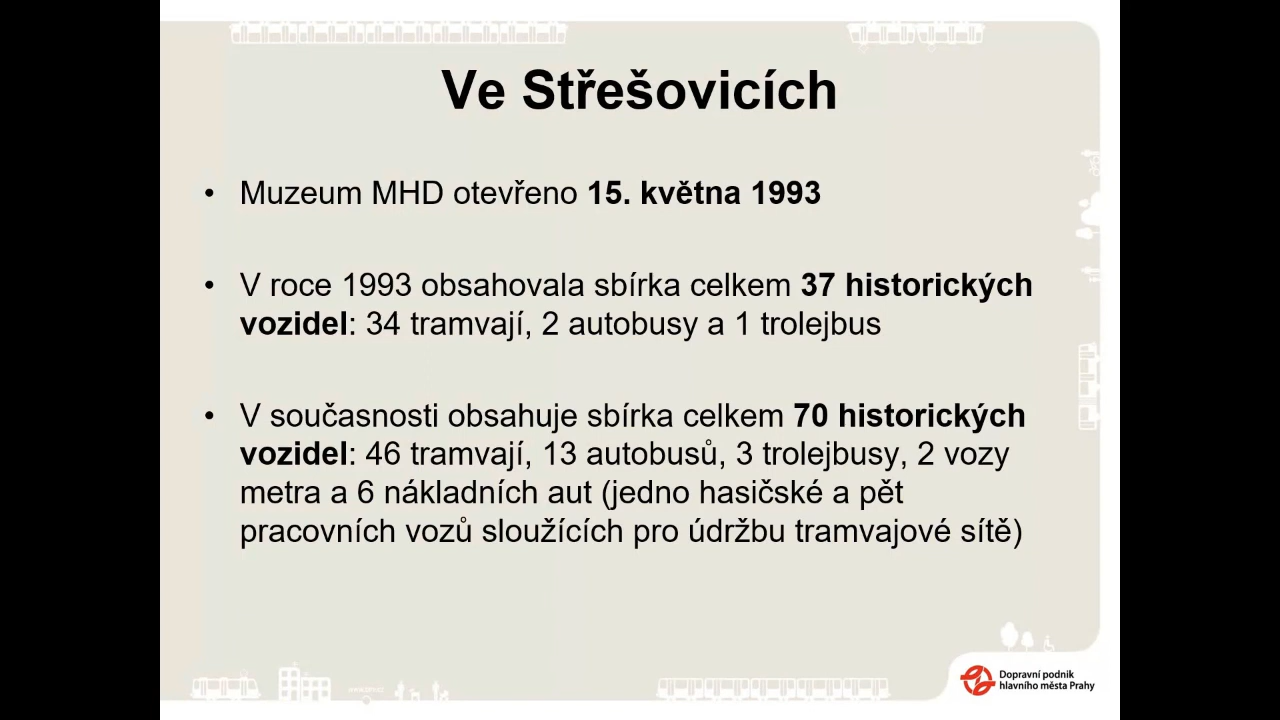 Ve Střešovicích
• Muzeum MHD otevřeno 15. května 1993
• V roce 1993 obsahovala sbírka celkem 37 historických
vozidel: 34 tramvají, 2 autobusy a 1 trolejbus
• V současnosti obsahuje sbírka celkem 70 historických
vozidel: 46 tramvají, 13 autobusů, 3 trolejbusy, 2 vozy
metra a 6 nákladních aut (jedno hasičské a pět
pracovních vozů sloužících pro údržbu tramvajové sítě)
Dopravní podnik
hlavního města Prahy